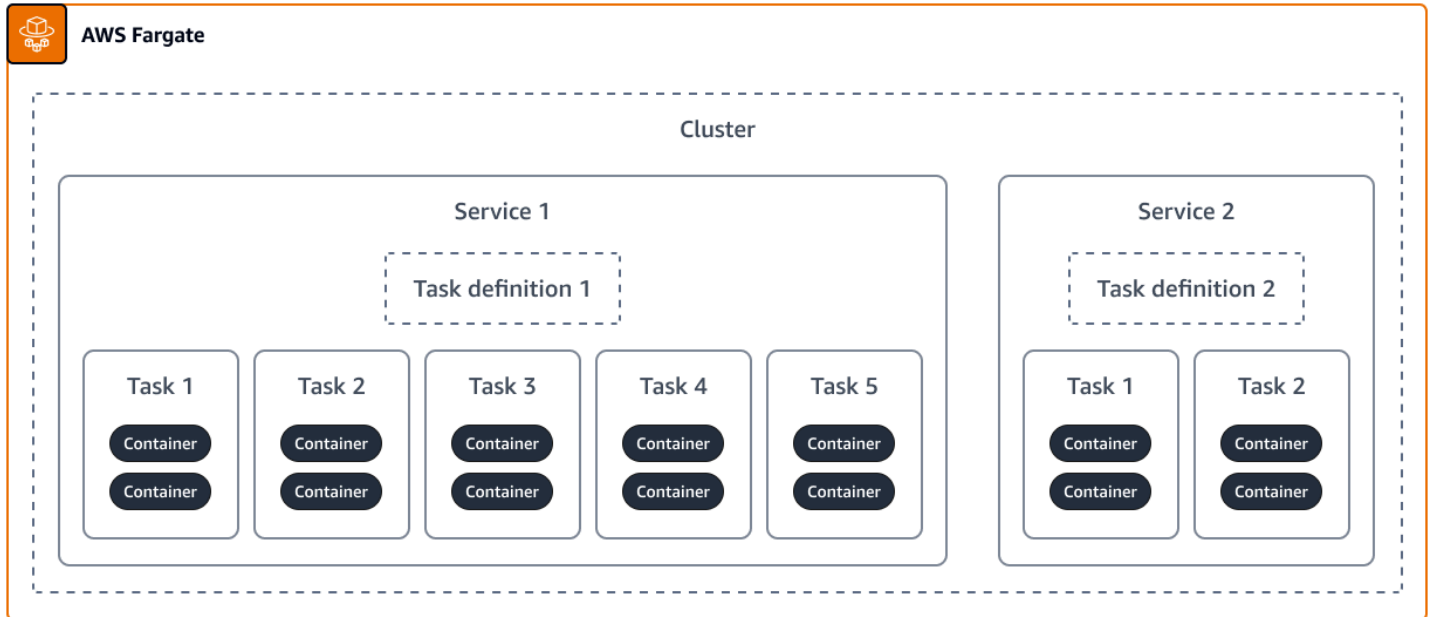 AWS Fargate
Cluster
Service 1
Task definition 1
Task 1
Container
Container
Task 2
Container
Container
Task 3
Container
Container
Task 4
Container
Container
Task 5
Container
Container
Service 2
Task definition 2
Task 1
Container
Container
Task 2
Container
Container